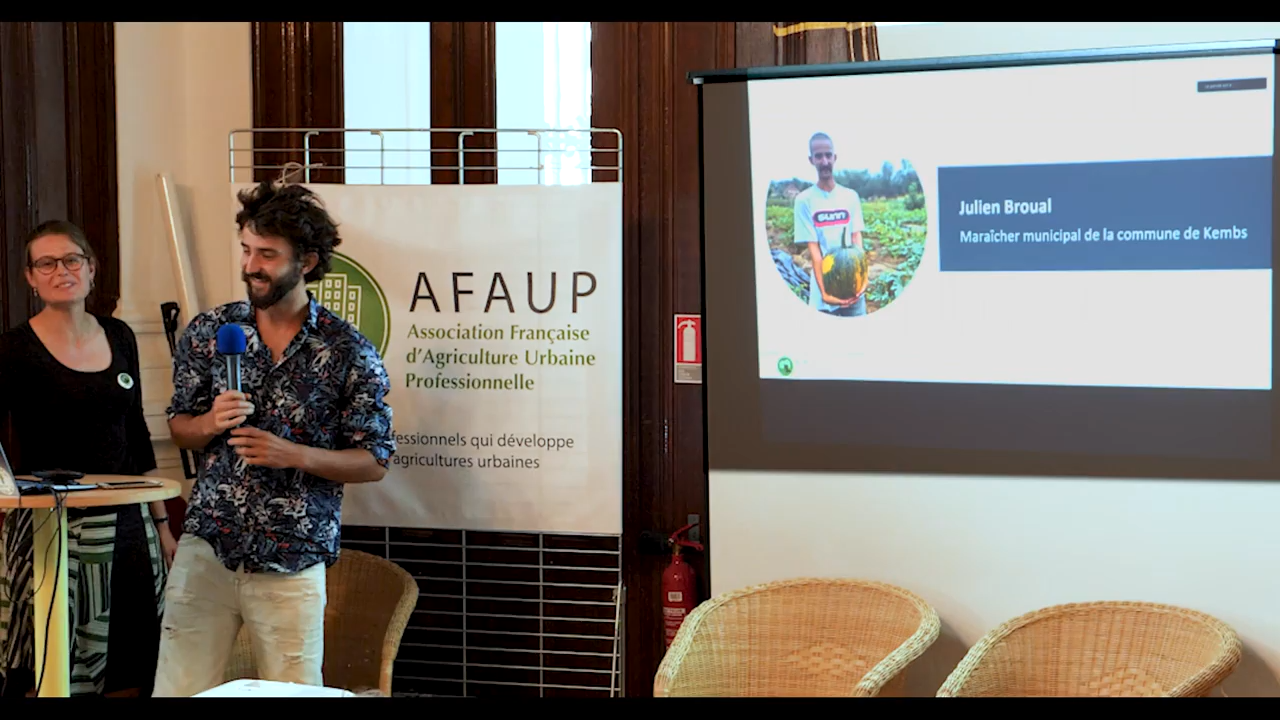 AFAUP
Association Française
d'Agriculture Urbaine
Professionnelle
fessionnels qui développe
agricultures urbaines
Julien Broual
Maraîcher municipal de la commune de Kembs